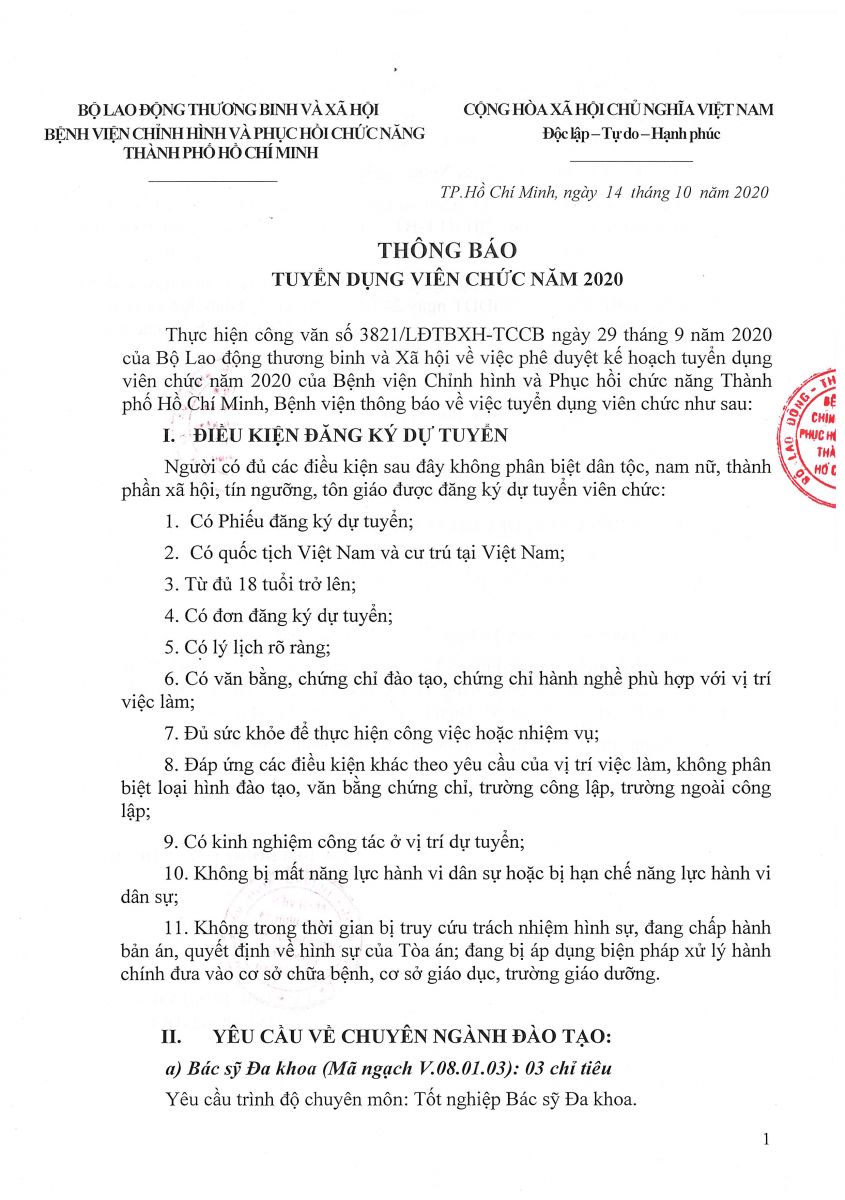 BỘ LAO ĐỘNG THƯƠNG BINH VÀ XÃ HỘI
BỆNH VIỆN CHỈNH HÌNH VÀ PHỤC HỒI CHỨC NĂNG
THÀNH PHỐ HỒ CHÍ MINH
CỘNG HÒA XÃ HỘI CHỦ NGHĨA VIỆT NAM
Độc lập – Tự do – Hạnh phúc
TP.Hồ Chí Minh, ngày 14 tháng 10 năm 2020
THÔNG BÁO
TUYỂN DỤNG VIÊN CHỨC NĂM 2020
Thực hiện công văn số 3821/LĐTBXH-TCCB ngày 29 tháng 9 năm 2020
của Bộ Lao động thương binh và Xã hội về việc phê duyệt kế hoạch tuyển dụng
viên chức năm 2020 của Bệnh viện Chỉnh hình và Phục hồi chức năng Thành
phố Hồ Chí Minh, Bệnh viện thông báo về việc tuyển dụng viên chức như sau:
I. ĐIỀU KIỆN ĐĂNG KÝ DỰ TUYỂN
Người có đủ các điều kiện sau đây không phân biệt dân tộc, nam nữ, thành
phần xã hội, tín ngưỡng, tôn giáo được đăng ký dự tuyển viên chức:
1. Có Phiếu đăng ký dự tuyển;
2. Có quốc tịch Việt Nam và cư trú tại Việt Nam;
3. Từ đủ 18 tuổi trở lên;
4. Có đơn đăng ký dự tuyển;
5. Có lý lịch rõ ràng;
6. Có văn bằng, chứng chỉ đào tạo, chứng chỉ hành nghề phù hợp với vị trí
việc làm;
7. Đủ sức khỏe để thực hiện công việc hoặc nhiệm vụ;
8. Đáp ứng các điều kiện khác theo yêu cầu của vị trí việc làm, không phân
biệt loại hình đào tạo, văn bằng chứng chỉ, trường công lập, trường ngoài công
lập;
9. Có kinh nghiệm công tác ở vị trí dự tuyển;
10. Không bị mất năng lực hành vi dân sự hoặc bị hạn chế năng lực hành vi
dân sự;
11. Không trong thời gian bị truy cứu trách nhiệm hình sự, đang chấp hành
bản án, quyết định về hình sự của Tòa án; đang bị áp dụng biện pháp xử lý hành
chính đưa vào cơ sở chữa bệnh, cơ sở giáo dục, trường giáo dưỡng.
II. YÊU CẦU VỀ CHUYÊN NGÀNH ĐÀO TẠO:
a) Bác sỹ Đa khoa (Mã ngạch V.08.01.03): 03 chỉ tiêu
Yêu cầu trình độ chuyên môn: Tốt nghiệp Bác sỹ Đa khoa.
1
BỘ LAO ĐỘNG - TH
BỆ
CHỈN
PHỤC H
THÀ
HỒ C